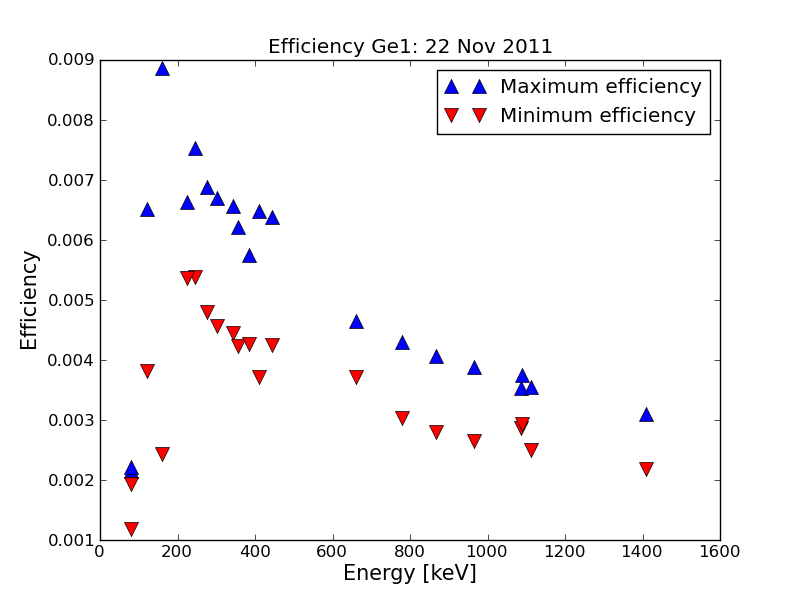 Efficiency Ge1: 22 Nov 2011
Maximum efficiency
Minimum efficiency
0.009
0.008
0.007
0.006
0.005
0.004
0.003
0.002
0.001
Efficiency
0 200 400 600 800 1000 1200 1400 1600
Energy [keV]